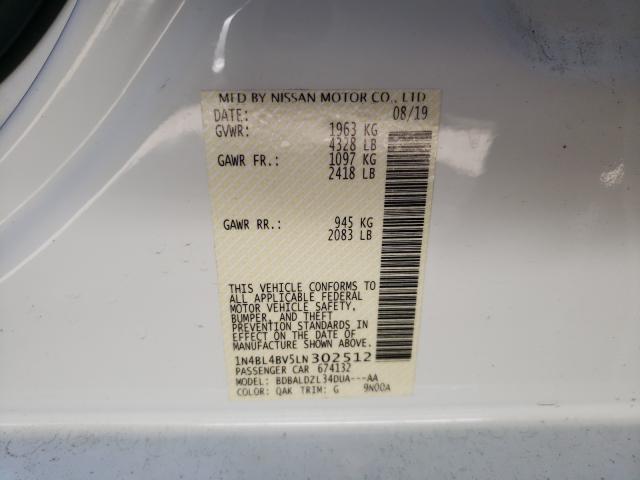 MFD BY NISSAN MOTOR CO., LTD
DATE: 08/19
GVWR: 1963 KG
4328 LB
GAWR FR.: 1097 KG
2418 LB
GAWR RR.: 945 KG
2083 LB
THIS VEHICLE CONFORMS TO
ALL APPLICABLE FEDERAL
MOTOR VEHICLE SAFETY,
BUMPER, AND THEFT
PREVENTION STANDARDS IN
EFFECT ON THE DATE OF
MANUFACTURE SHOWN ABOVE.
1N4BL4BV5LN302512
PASSENGER CAR 674132
MODEL: BDBALDZL34DUA---AA
COLOR: QAK TRIM: G 9N00A